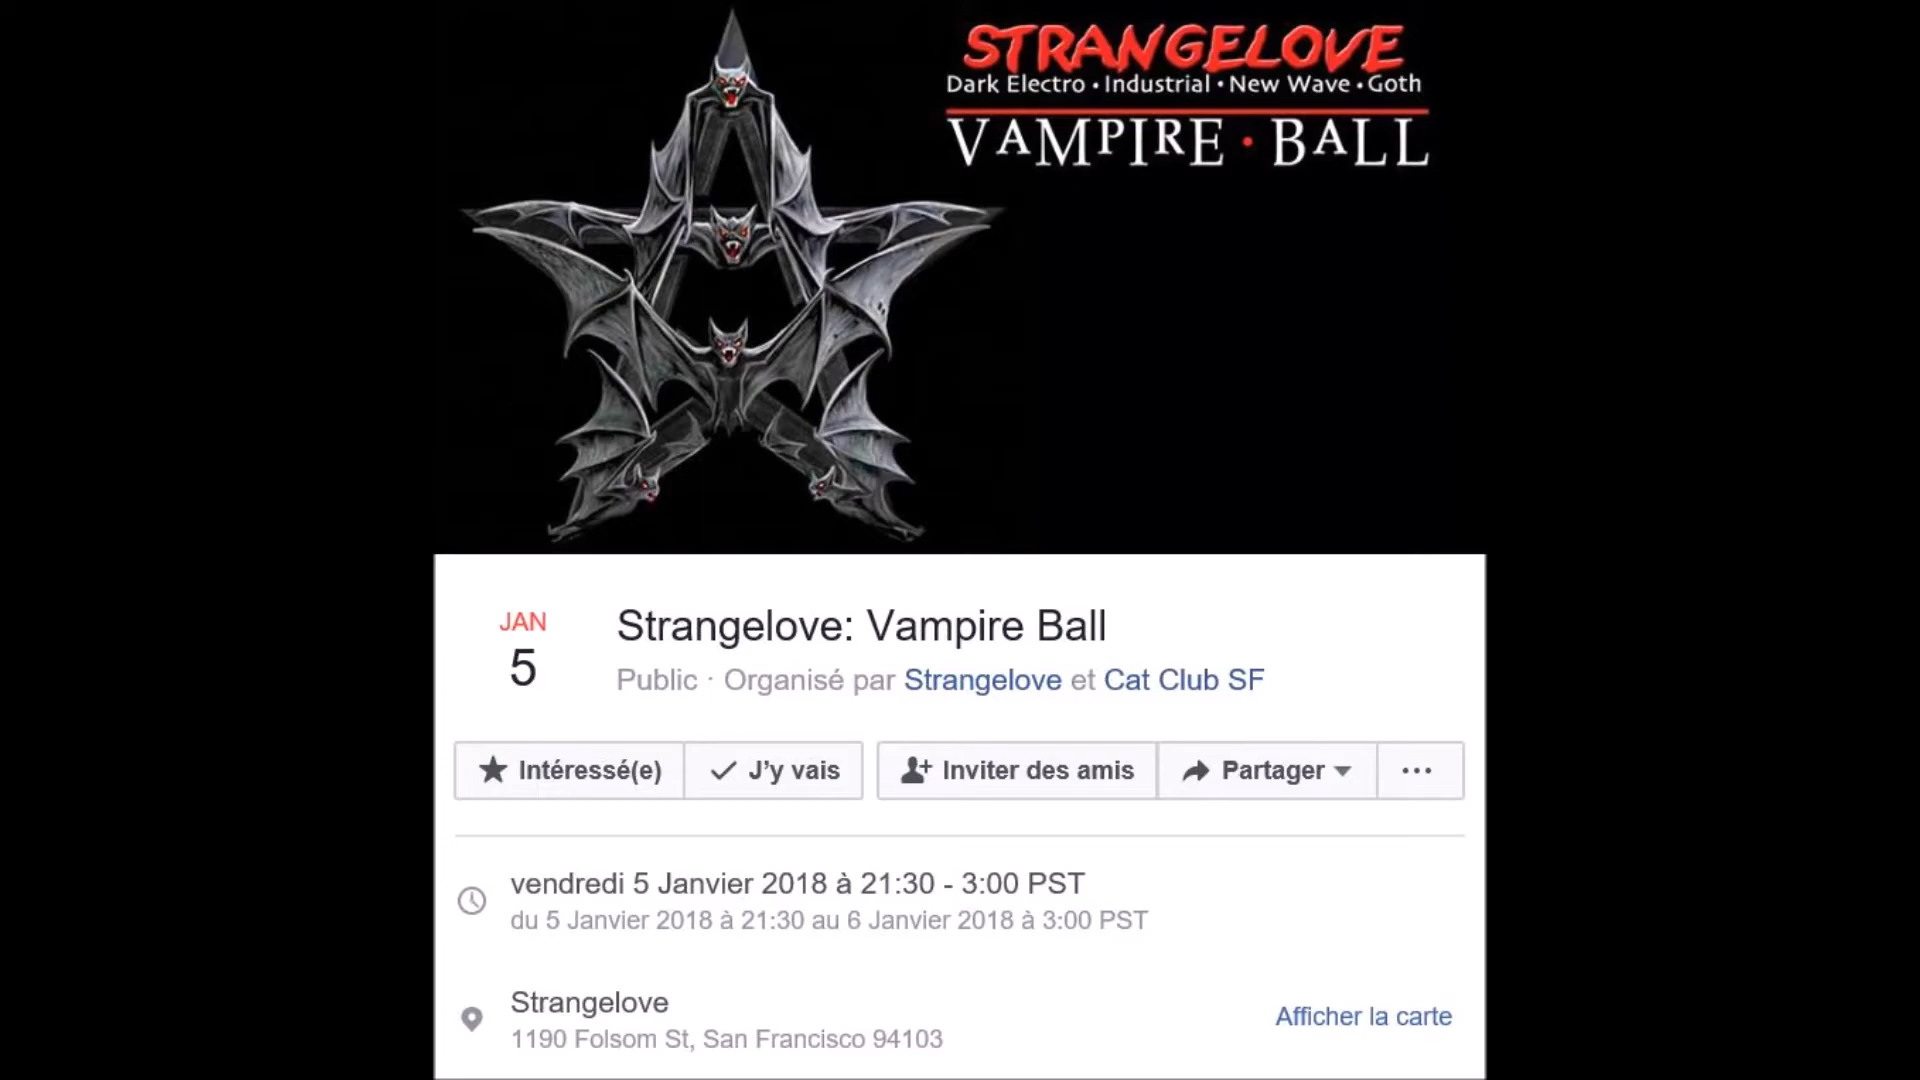 STRANGELOVE
Dark Electro • Industrial • New Wave • Goth
VAMPIRE • BALL
JAN
5
Strangelove: Vampire Ball
Public · Organisé par Strangelove et Cat Club SF
Intéressé(e)
J’y vais
Inviter des amis
Partager
vendredi 5 Janvier 2018 à 21:30 - 3:00 PST
du 5 Janvier 2018 à 21:30 au 6 Janvier 2018 à 3:00 PST
Strangelove
Afficher la carte
1190 Folsom St, San Francisco 94103